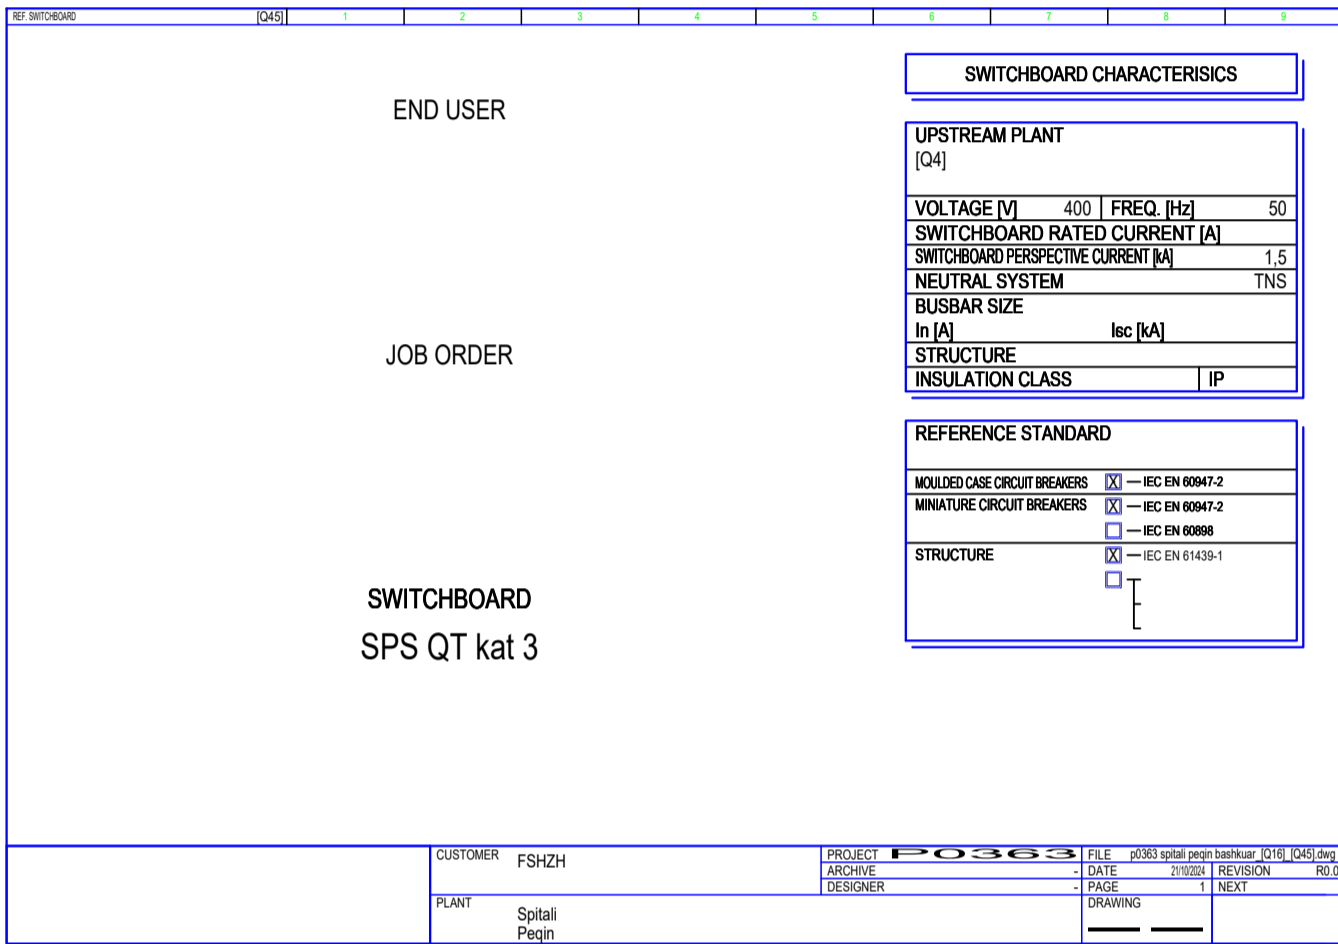 REF. SWITCHBOARD [Q45] 1 2 3 4 5 6 7 8 9
END USER
JOB ORDER
SWITCHBOARD
SPS QT kat 3
SWITCHBOARD CHARACTERISICS
UPSTREAM PLANT
[Q4]
VOLTAGE [V] 400 FREQ. [Hz] 50
SWITCHBOARD RATED CURRENT [A]
SWITCHBOARD PERSPECTIVE CURRENT [kA] 1,5
NEUTRAL SYSTEM TNS
BUSBAR SIZE
In [A] Isc [kA]
STRUCTURE
INSULATION CLASS IP
REFERENCE STANDARD
MOULDED CASE CIRCUIT BREAKERS X — IEC EN 60947-2
MINIATURE CIRCUIT BREAKERS X — IEC EN 60947-2
— IEC EN 60898
STRUCTURE X — IEC EN 61439-1
CUSTOMER FSHZH
PLANT Spitali
Peqin
PROJECT P0363
ARCHIVE -
DESIGNER -
FILE p0363 spitali peqin bashkuar_[Q16]_[Q45].dwg
DATE 21/10/2024 REVISION R0.0
PAGE 1 NEXT
DRAWING